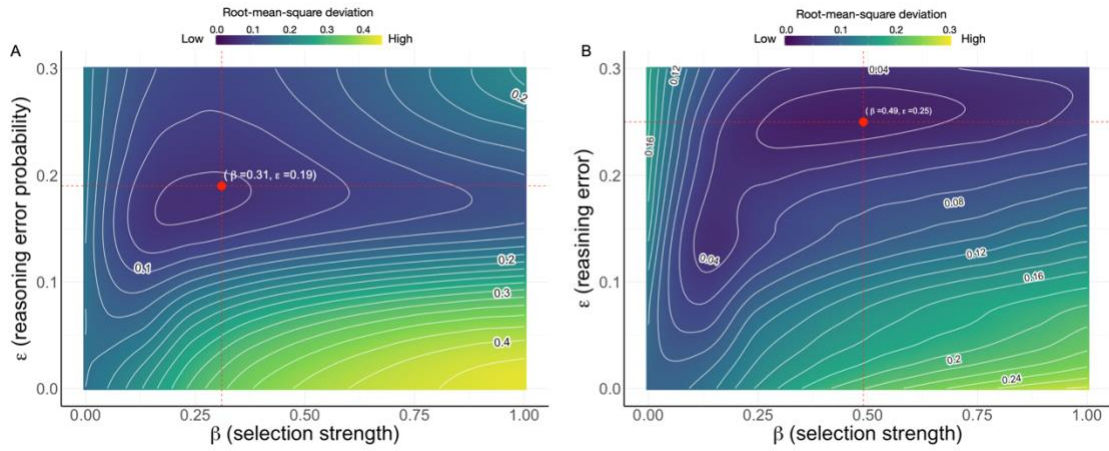 Root-mean-square deviation
Low 0.0 0.1 0.2 0.3 0.4 High
A
ε (reasoning error probability)
0.3
0.2
0.1
0.0
0.2
(β=0.31, ε=0.19)
0.1
0.2
0.3
0.4
0.00 0.25 0.50 0.75 1.00
β (selection strength)
Root-mean-square deviation
Low 0.0 0.1 0.2 0.3 High
B
ε (reasining error)
0.3
0.2
0.1
0.0
0.12
0.04
0.16
(β=0.49, ε=0.25)
0.08
0.04
0.12
0.16
0.2
0.24
0.00 0.25 0.50 0.75 1.00
β (selection strength)